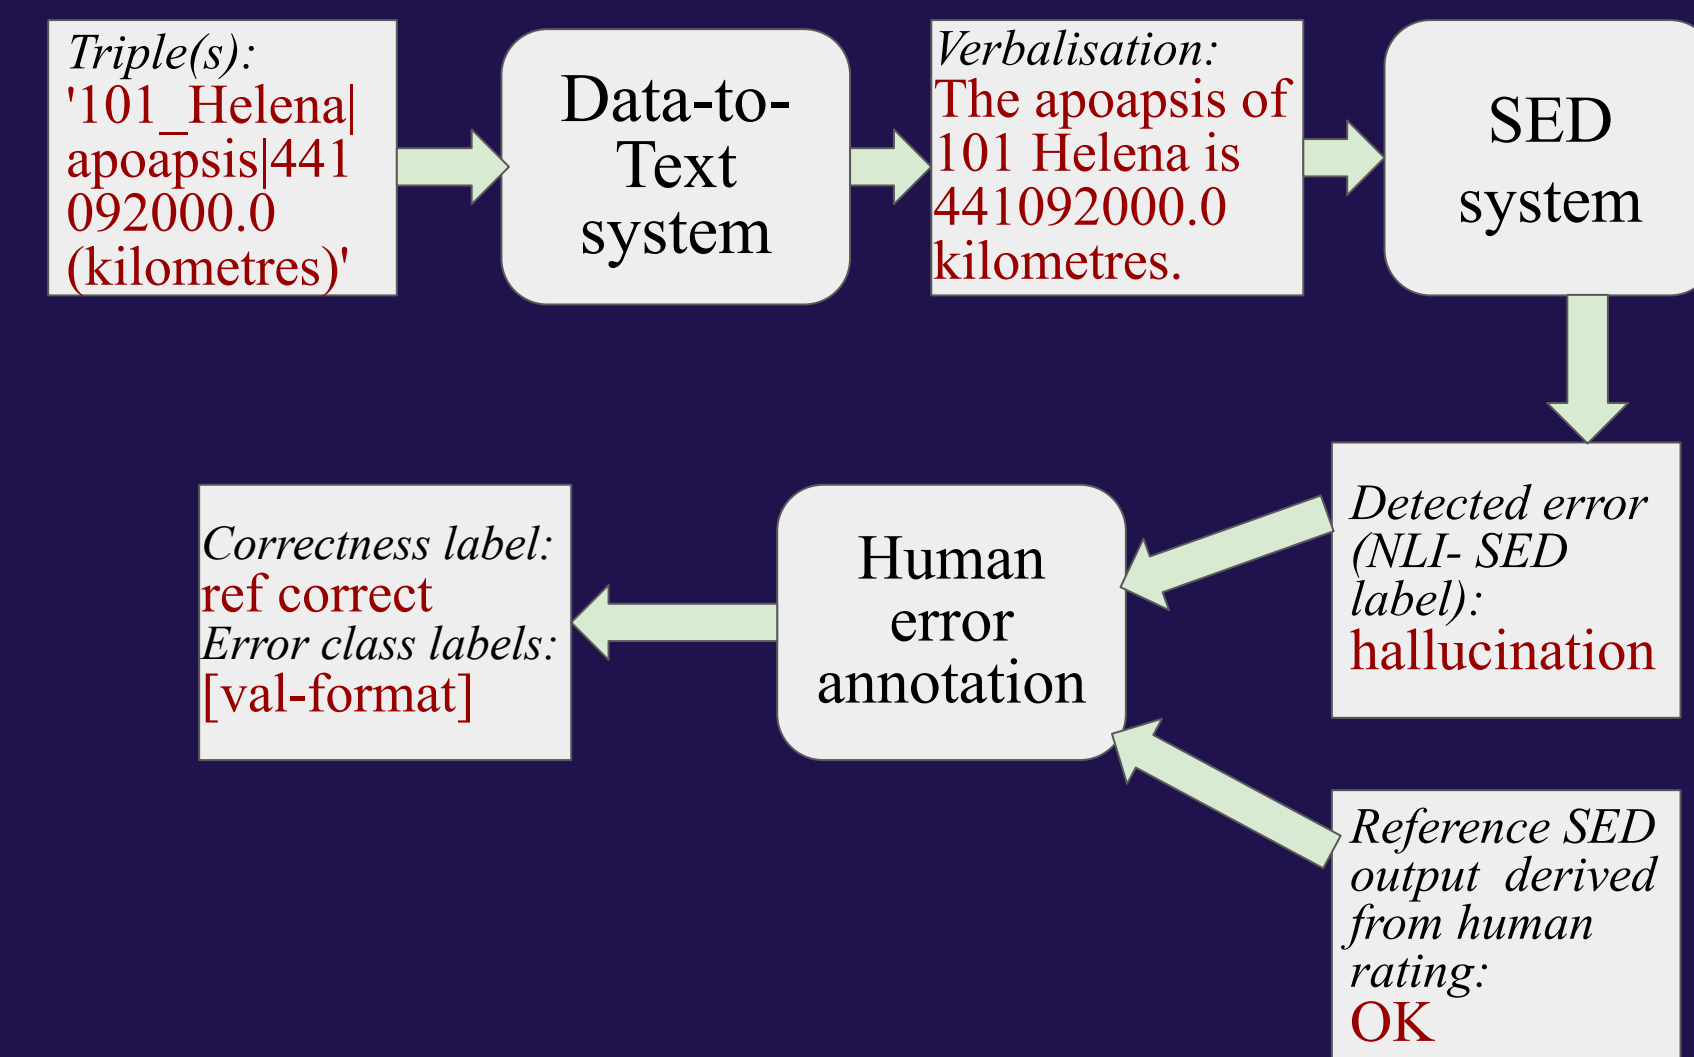 Triple(s):
'101_Helena|
apoapsis|441
092000.0
(kilometres)'
Data-to-
Text
system
Verbalisation:
The apoapsis of
101 Helena is
441092000.0
kilometres.
SED
system
Detected error
(NLI- SED
label):
hallucination
Reference SED
output derived
from human
rating:
OK
Human
error
annotation
Correctness label:
ref correct
Error class labels:
[val-format]